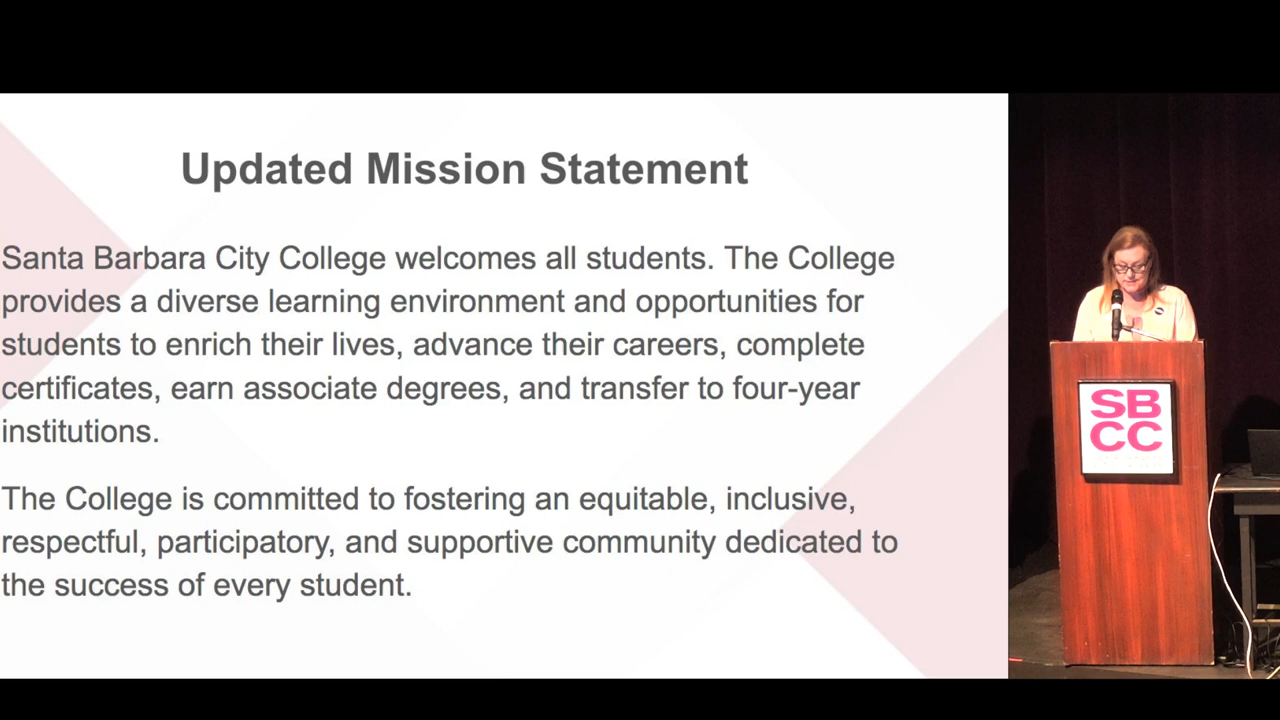 Updated Mission Statement
Santa Barbara City College welcomes all students. The College
provides a diverse learning environment and opportunities for
students to enrich their lives, advance their careers, complete
certificates, earn associate degrees, and transfer to four-year
institutions.
The College is committed to fostering an equitable, inclusive,
respectful, participatory, and supportive community dedicated to
the success of every student.
SB
CC